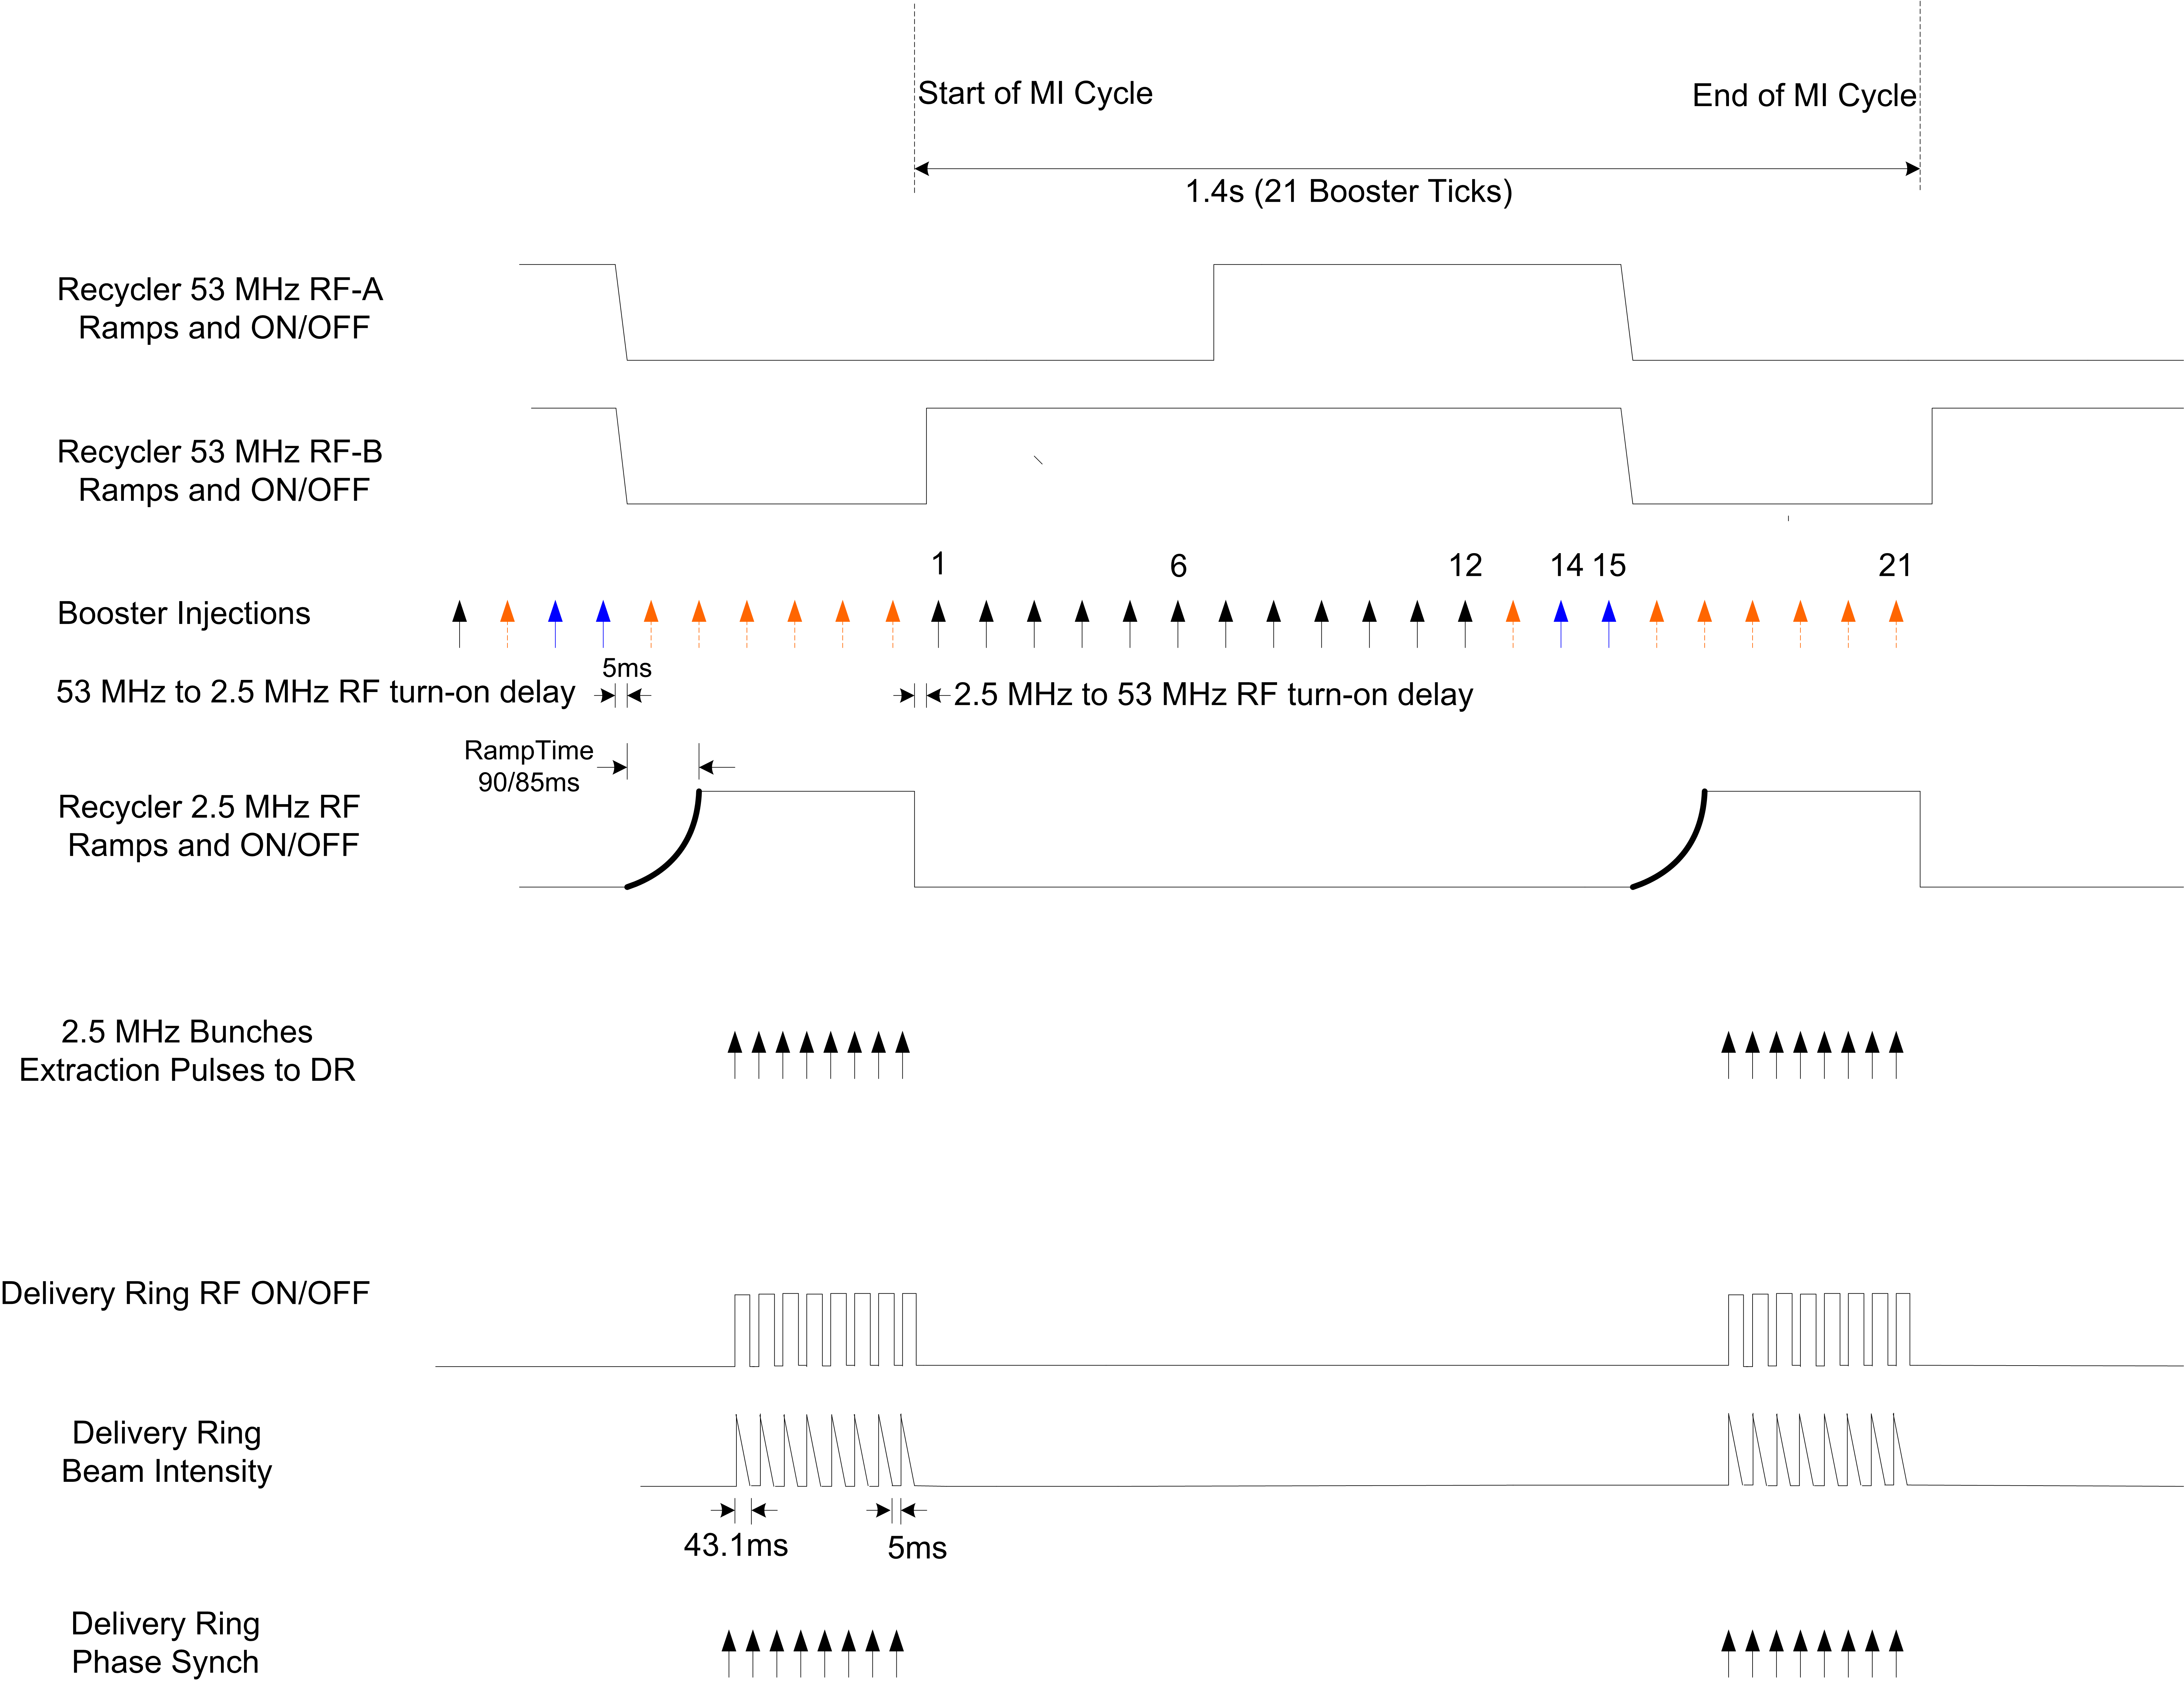 Start of MI Cycle
End of MI Cycle
1.4s (21 Booster Ticks)
Recycler 53 MHz RF-A
Ramps and ON/OFF
Recycler 53 MHz RF-B
Ramps and ON/OFF
1
6
12
14
15
21
Booster Injections
5ms
53 MHz to 2.5 MHz RF turn-on delay
2.5 MHz to 53 MHz RF turn-on delay
RampTime
90/85ms
Recycler 2.5 MHz RF
Ramps and ON/OFF
2.5 MHz Bunches
Extraction Pulses to DR
Delivery Ring RF ON/OFF
Delivery Ring
Beam Intensity
43.1ms
5ms
Delivery Ring
Phase Synch